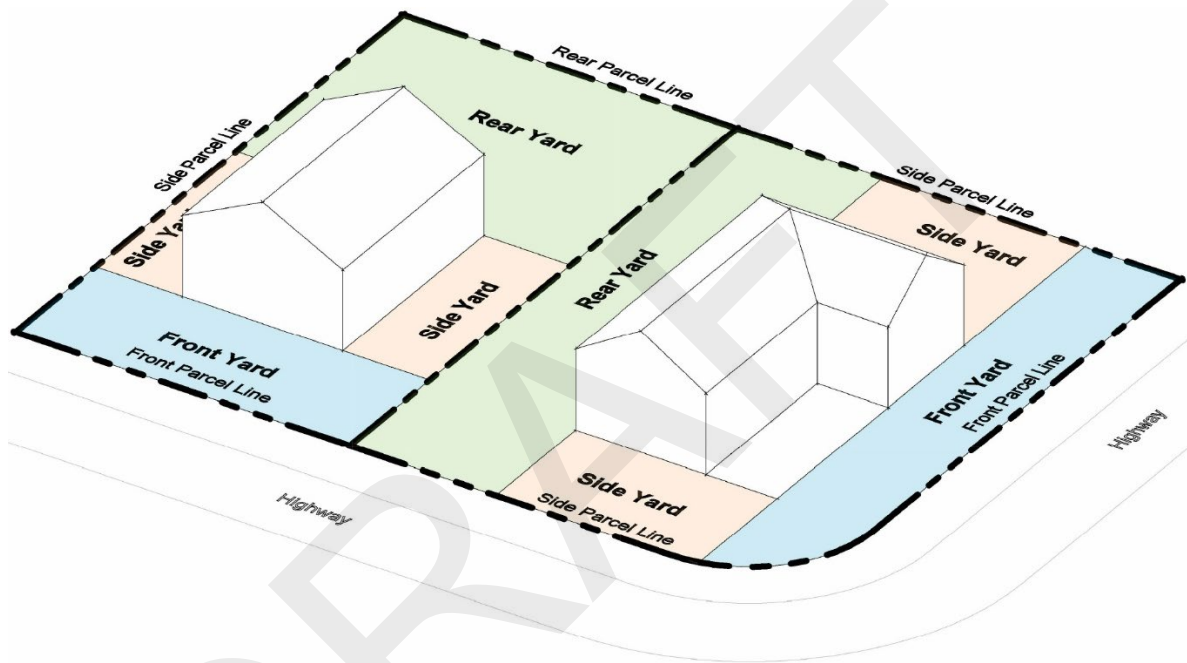 Rear Parcel Line
Rear Yard
Side Parcel Line
Side Parcel Line
Side Yard
Side Yard
Rear Yard
Side Yard
Front Yard
Front Parcel Line
Front Yard
Front Parcel Line
Highway
Side Yard
Side Parcel Line
Highway
DRAFT